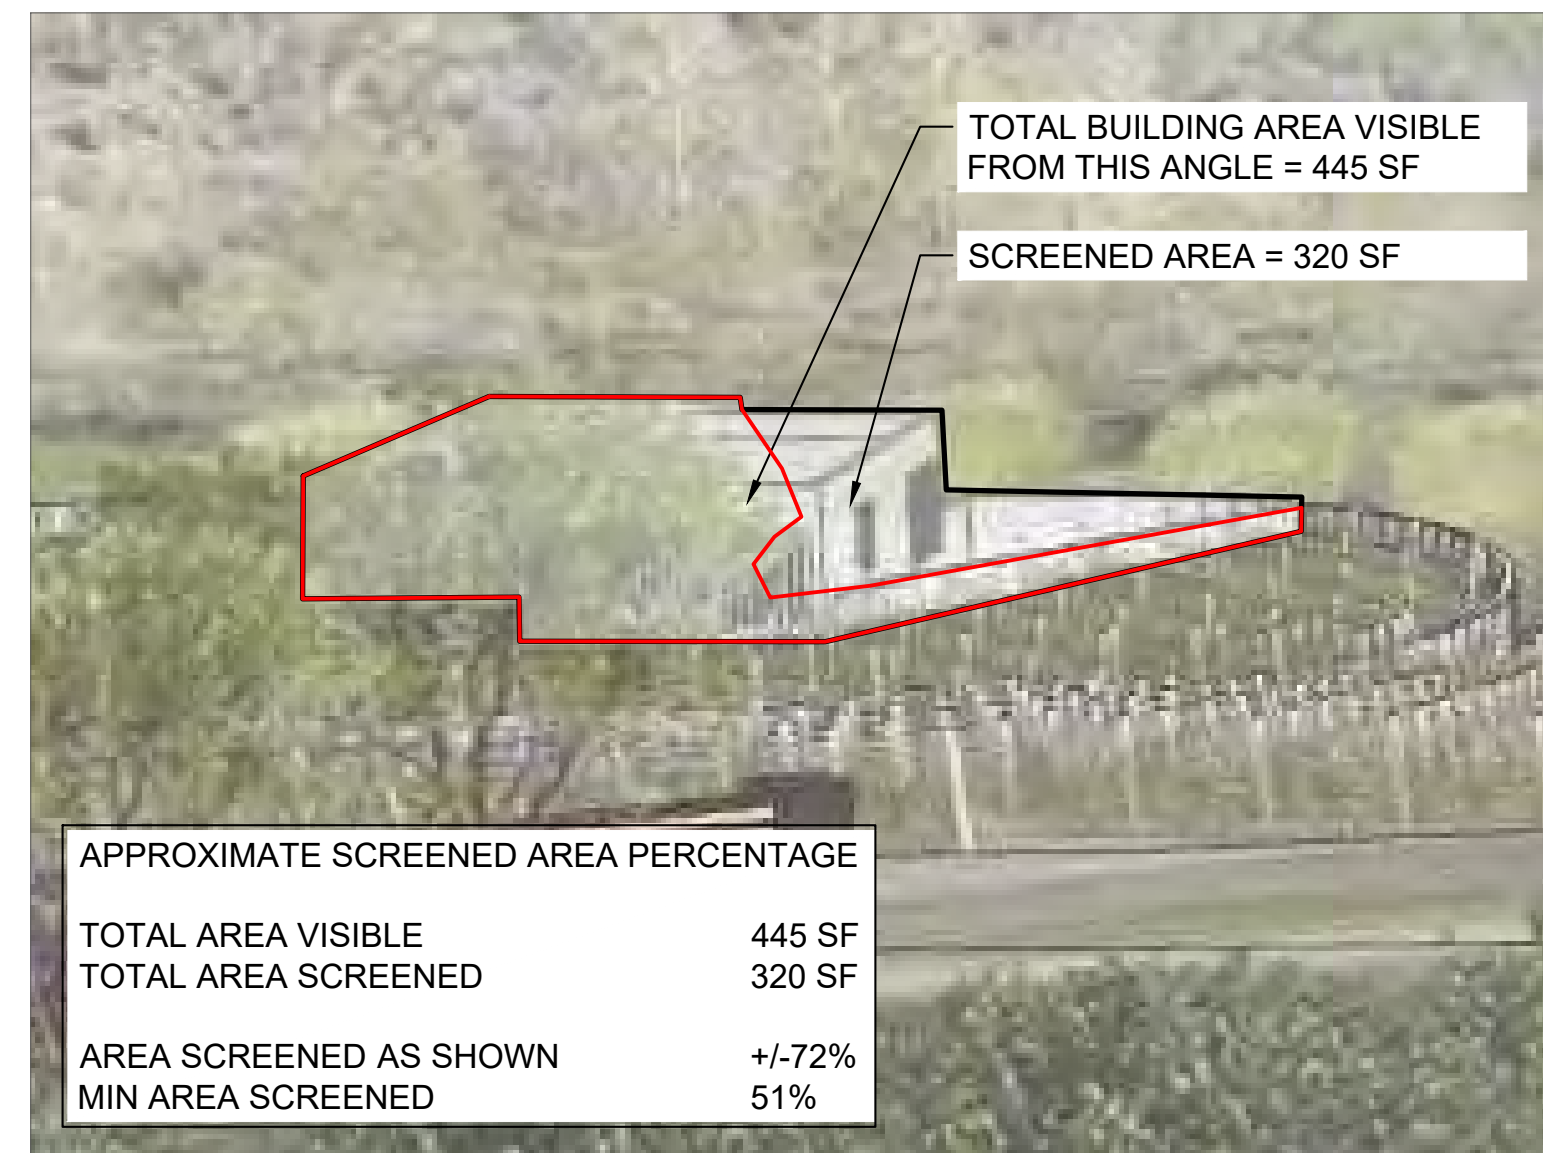 TOTAL BUILDING AREA VISIBLE
FROM THIS ANGLE = 445 SF
SCREENED AREA = 320 SF
APPROXIMATE SCREENED AREA PERCENTAGE
TOTAL AREA VISIBLE 445 SF
TOTAL AREA SCREENED 320 SF
AREA SCREENED AS SHOWN +/-72%
MIN AREA SCREENED 51%